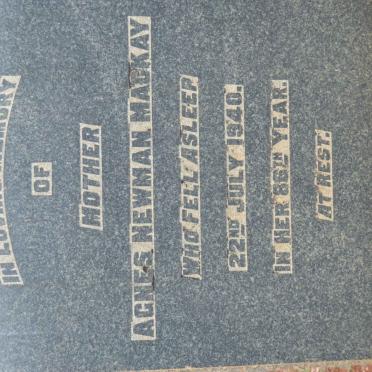 IN LOVING MEMORY
OF
MOTHER
AGNES NEWMAN MACKAY
WHO FELL ASLEEP
22ND JULY 1940.
IN HER 86TH YEAR.
AT REST.